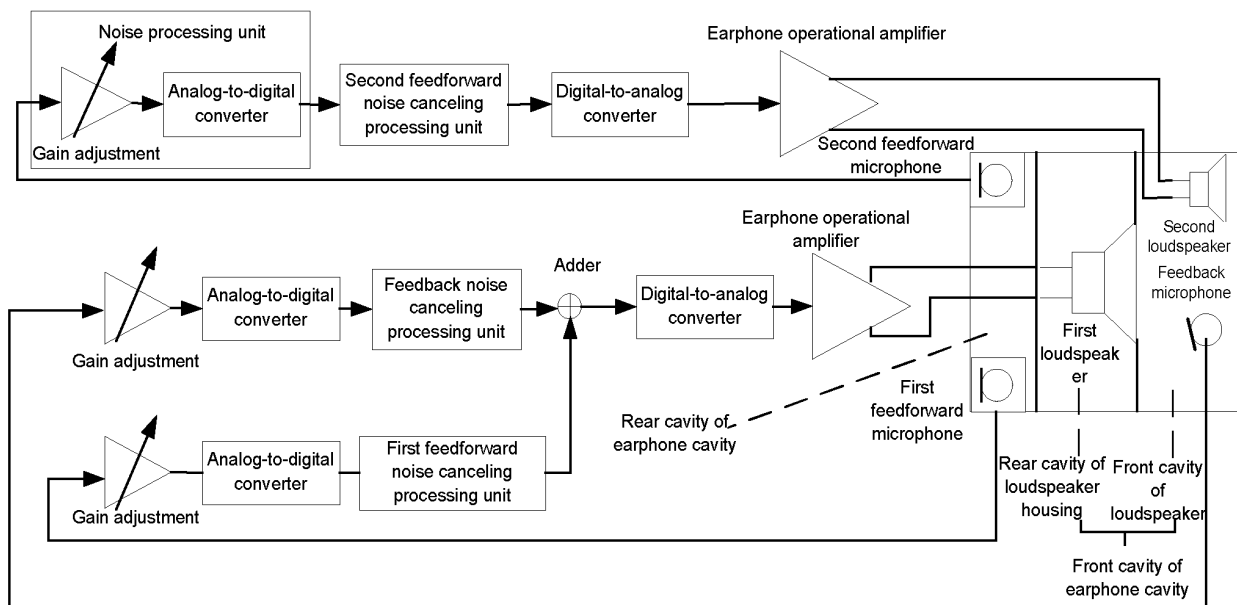 Noise processing unit
Analog-to-digital
converter
Gain adjustment
Second feedforward
noise canceling
processing unit
Digital-to-analog
converter
Earphone operational amplifier
Second feedforward
microphone
Second
loudspeaker
Feedback
microphone
Gain adjustment
Analog-to-digital
converter
Feedback noise
canceling
processing unit
Adder
Digital-to-analog
converter
Earphone operational
amplifier
First
loudspeak
er
First
feedforward
microphone
Rear cavity of
earphone cavity
Gain adjustment
Analog-to-digital
converter
First feedforward
noise canceling
processing unit
Rear cavity of
loudspeaker
housing
Front cavity
of
loudspeaker
Front cavity of
earphone cavity